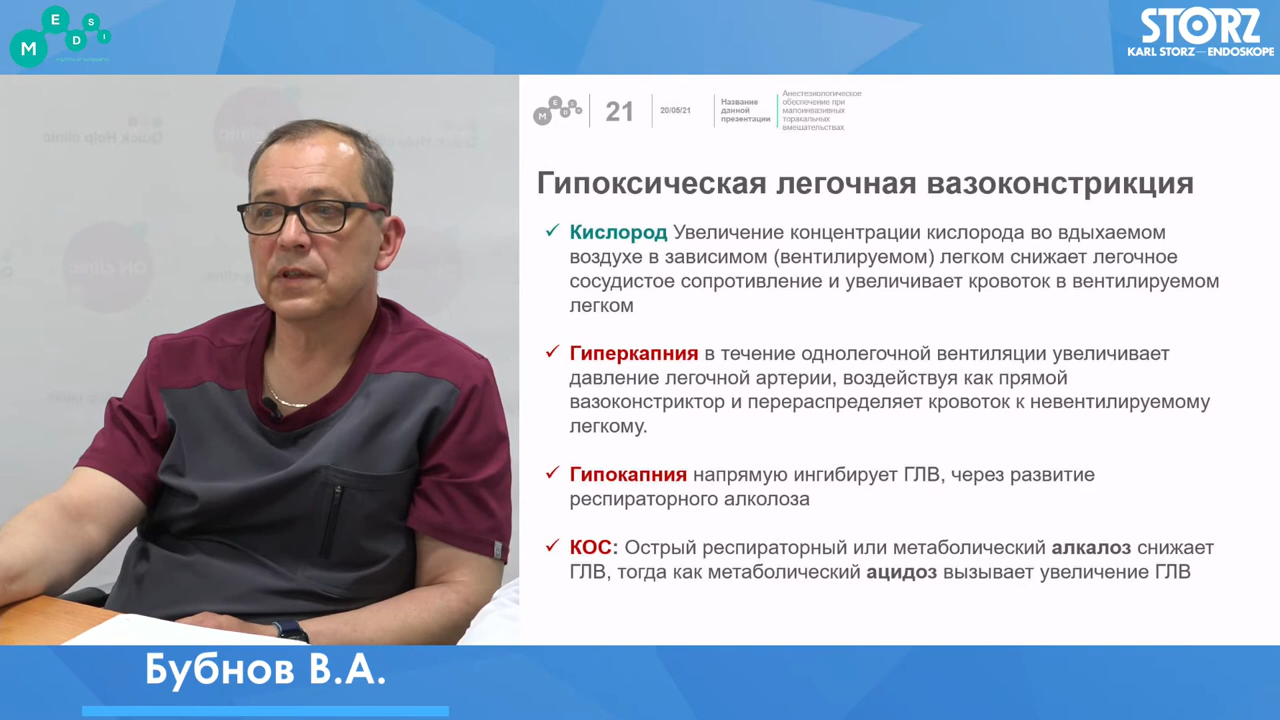 M E D S I
STORZ
KARL STORZ—ENDOSKOPE
M E D S I
21
20/05/21
Название
данной
презентации
Анестезиологическое
обеспечение при
малоинвазивных
торакальных
вмешательствах
Гипоксическая легочная вазоконстрикция
✓ Кислород Увеличение концентрации кислорода во вдыхаемом
воздухе в зависимом (вентилируемом) легком снижает легочное
сосудистое сопротивление и увеличивает кровоток в вентилируемом
легком
✓ Гиперкапния в течение однолегочной вентиляции увеличивает
давление легочной артерии, воздействуя как прямой
вазоконстриктор и перераспределяет кровоток к невентилируемому
легкому.
✓ Гипокапния напрямую ингибирует ГЛВ, через развитие
респираторного алколоза
✓ КОС: Острый респираторный или метаболический алкалоз снижает
ГЛВ, тогда как метаболический ацидоз вызывает увеличение ГЛВ
Бубнов В.А.